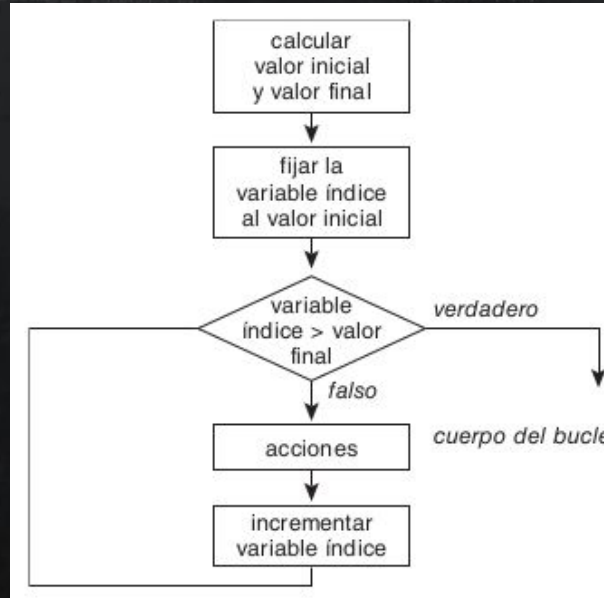 calcular
valor inicial
y valor final
fijar la
variable índice
al valor inicial
variable
índice > valor
final
verdadero
falso
acciones
cuerpo del bucle
incrementar
variable índice